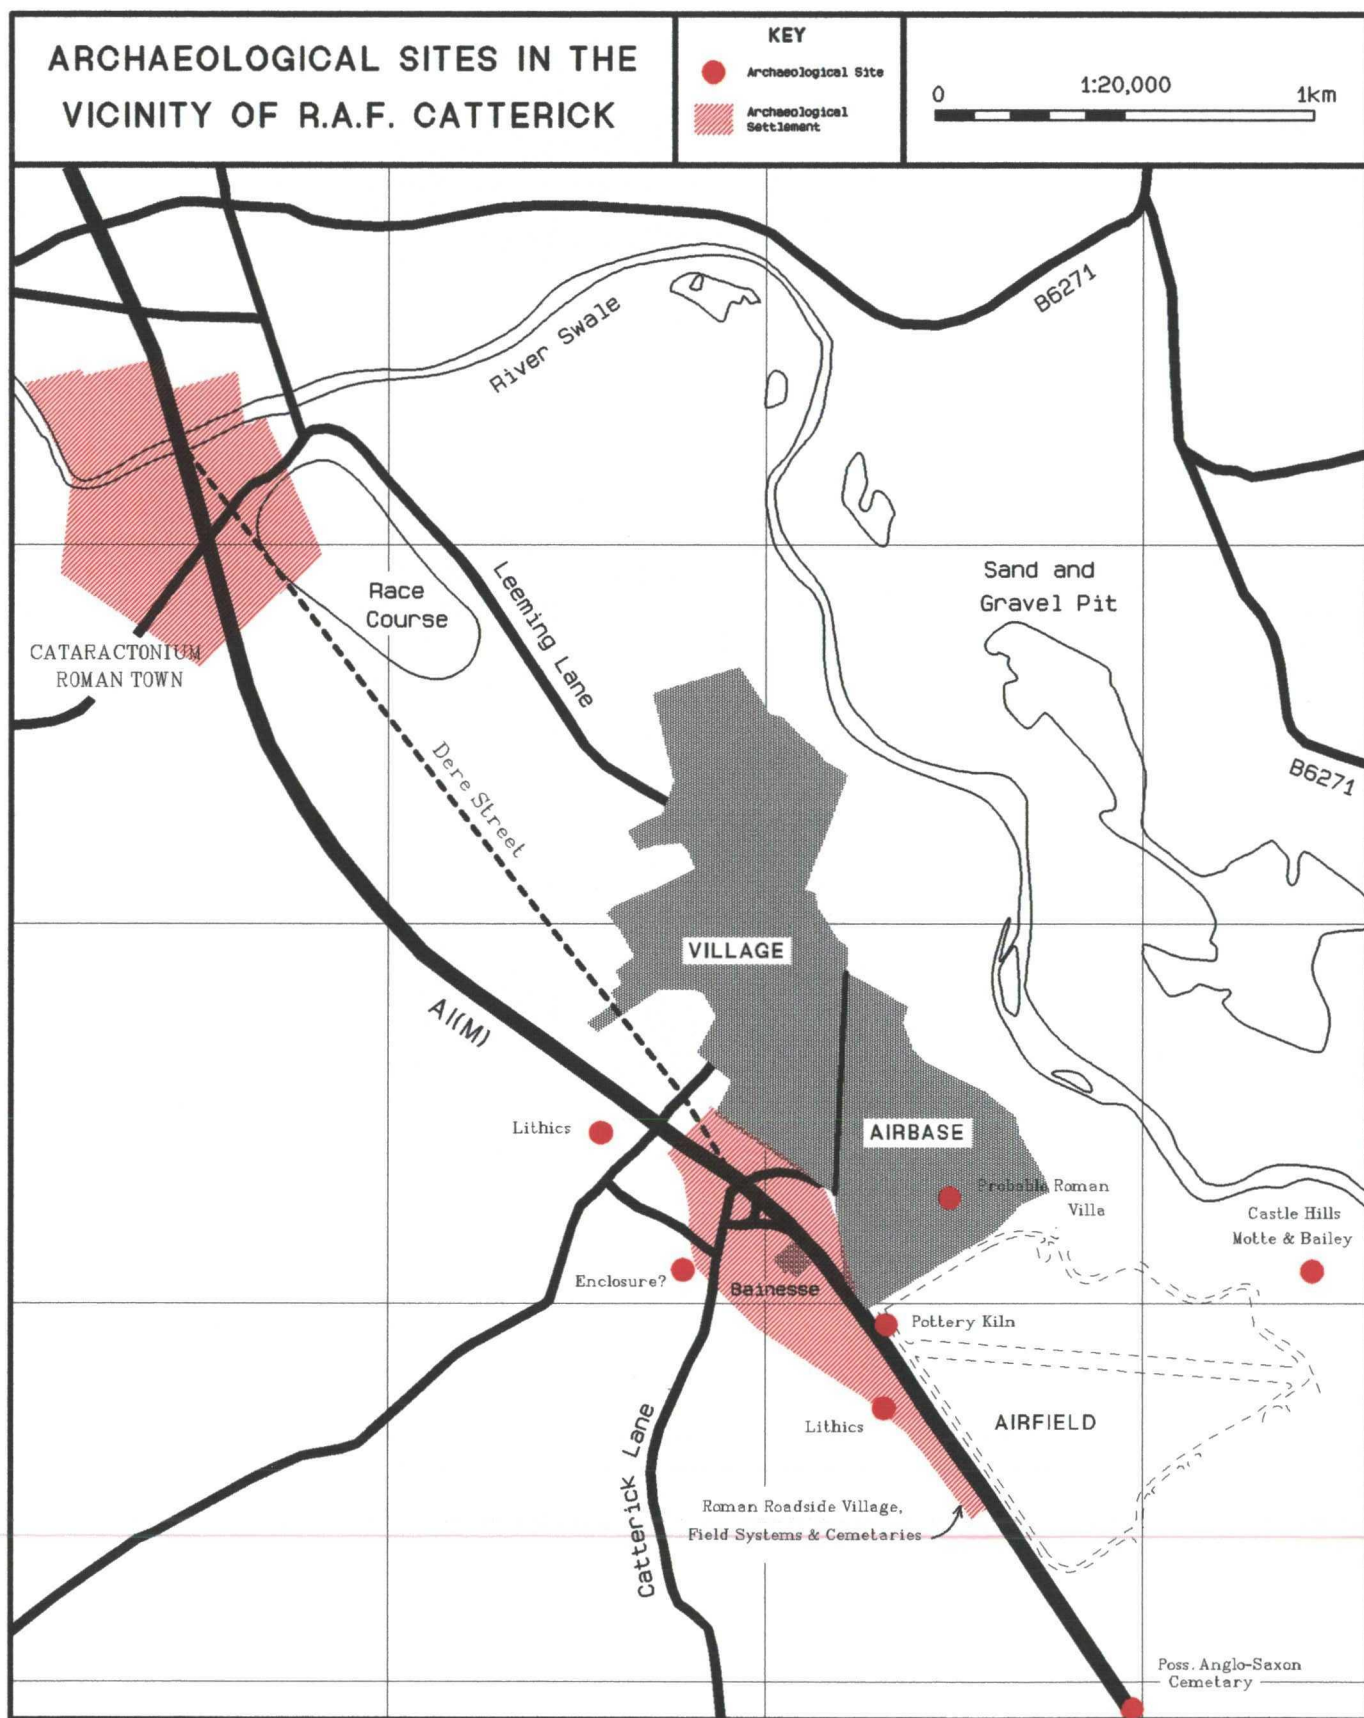 ARCHAEOLOGICAL SITES IN THE
VICINITY OF R.A.F. CATTERICK
KEY
Archaeological Site
Archaeological
Settlement
0
1:20,000
1km
B6271
River Swale
Sand and
Gravel Pit
Race
Course
Leeming Lane
CATARACTONIUM
ROMAN TOWN
Dere Street
B6271
VILLAGE
A1(M)
Lithics
AIRBASE
Probable Roman
Villa
Castle Hills
Motte & Bailey
Enclosure?
Bainesse
Pottery Kiln
Lithics
AIRFIELD
Catterick Lane
Roman Roadside Village,
Field Systems & Cemetaries
Poss. Anglo-Saxon
Cemetary